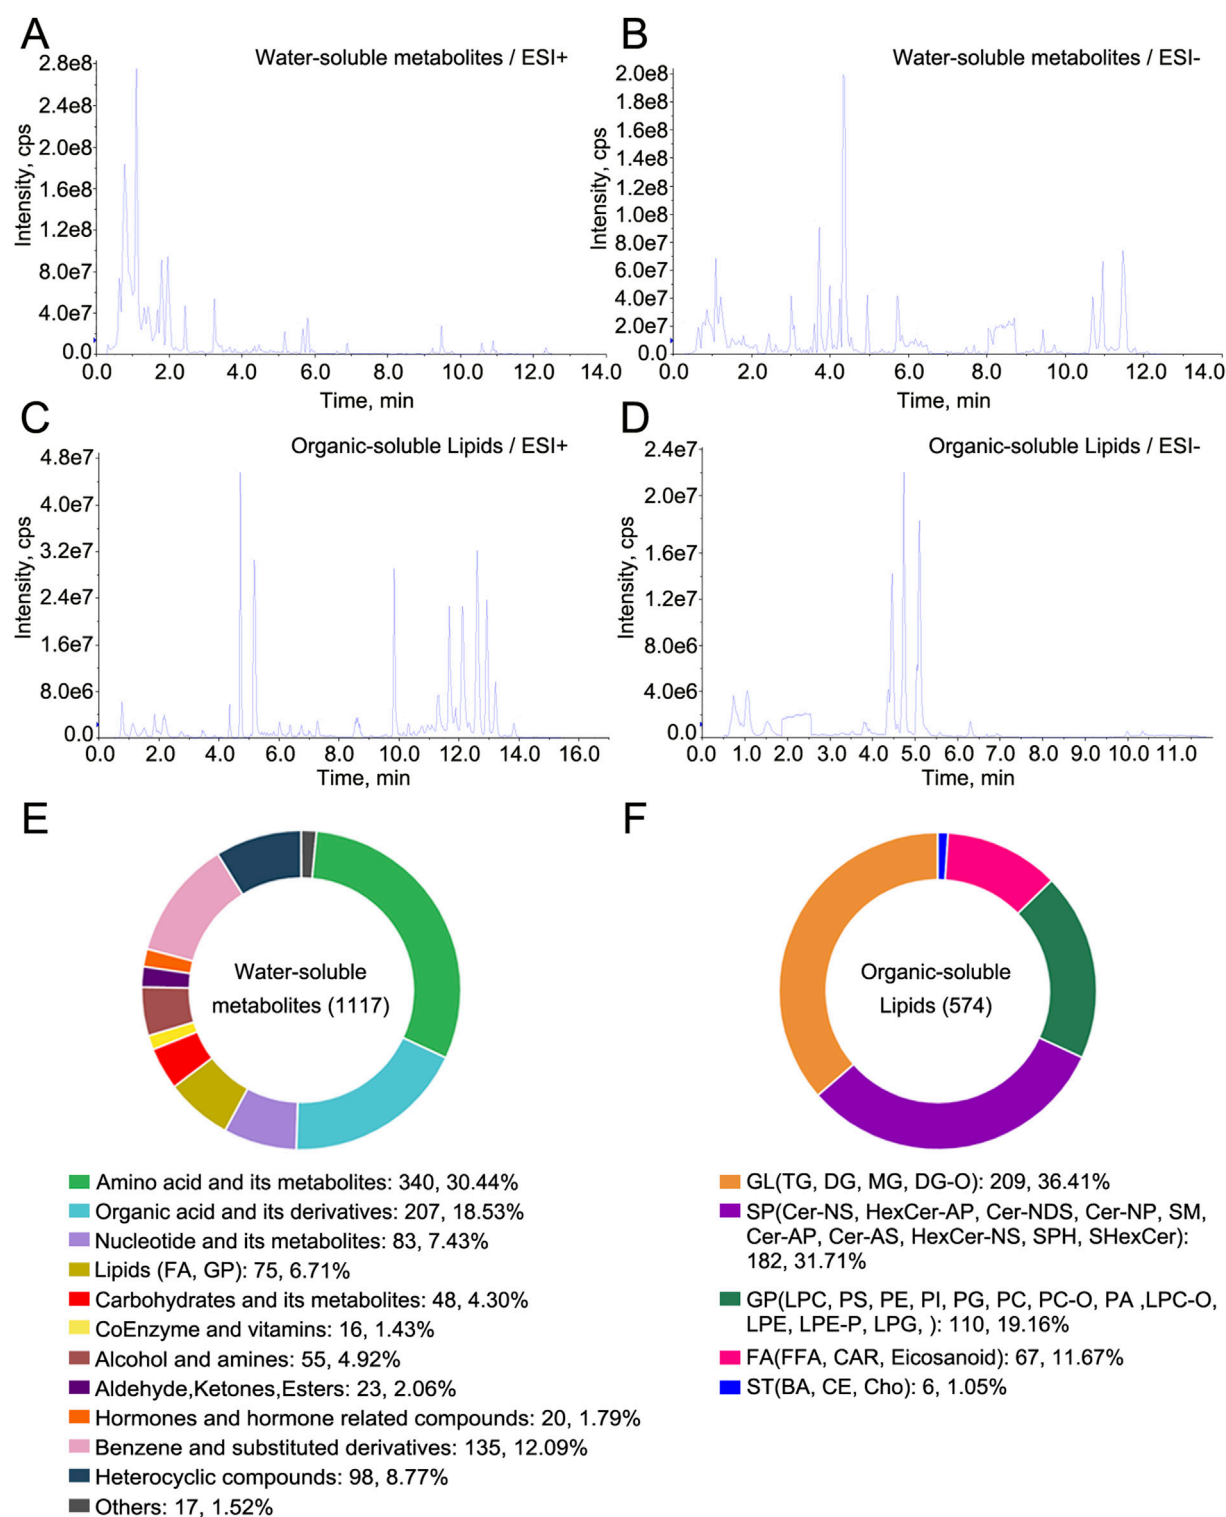 A
Water-soluble metabolites / ESI+
2.8e8
2.4e8
2.0e8
1.6e8
1.2e8
8.0e7
4.0e7
0.0
Intensity, cps
0.0 2.0 4.0 6.0 8.0 10.0 12.0 14.0
Time, min
B
Water-soluble metabolites / ESI-
2.0e8
1.8e8
1.6e8
1.4e8
1.2e8
1.0e8
8.0e7
6.0e7
4.0e7
2.0e7
0.0
Intensity, cps
0.0 2.0 4.0 6.0 8.0 10.0 12.0 14.0
Time, min
C
Organic-soluble Lipids / ESI+
4.8e7
4.0e7
3.2e7
2.4e7
1.6e7
8.0e6
0.0
Intensity, cps
0.0 2.0 4.0 6.0 8.0 10.0 12.0 14.0 16.0
Time, min
D
Organic-soluble Lipids / ESI-
2.4e7
2.0e7
1.6e7
1.2e7
8.0e6
4.0e6
0.0
Intensity, cps
0.0 1.0 2.0 3.0 4.0 5.0 6.0 7.0 8.0 9.0 10.0 11.0
Time, min
E
Water-soluble
metabolites (1117)
Amino acid and its metabolites: 340, 30.44%
Organic acid and its derivatives: 207, 18.53%
Nucleotide and its metabolites: 83, 7.43%
Lipids (FA, GP): 75, 6.71%
Carbohydrates and its metabolites: 48, 4.30%
CoEnzyme and vitamins: 16, 1.43%
Alcohol and amines: 55, 4.92%
Aldehyde,Ketones,Esters: 23, 2.06%
Hormones and hormone related compounds: 20, 1.79%
Benzene and substituted derivatives: 135, 12.09%
Heterocyclic compounds: 98, 8.77%
Others: 17, 1.52%
F
Organic-soluble
Lipids (574)
GL(TG, DG, MG, DG-O): 209, 36.41%
SP(Cer-NS, HexCer-AP, Cer-NDS, Cer-NP, SM,
Cer-AP, Cer-AS, HexCer-NS, SPH, SHexCer):
182, 31.71%
GP(LPC, PS, PE, PI, PG, PC, PC-O, PA ,LPC-O,
LPE, LPE-P, LPG, ): 110, 19.16%
FA(FFA, CAR, Eicosanoid): 67, 11.67%
ST(BA, CE, Cho): 6, 1.05%